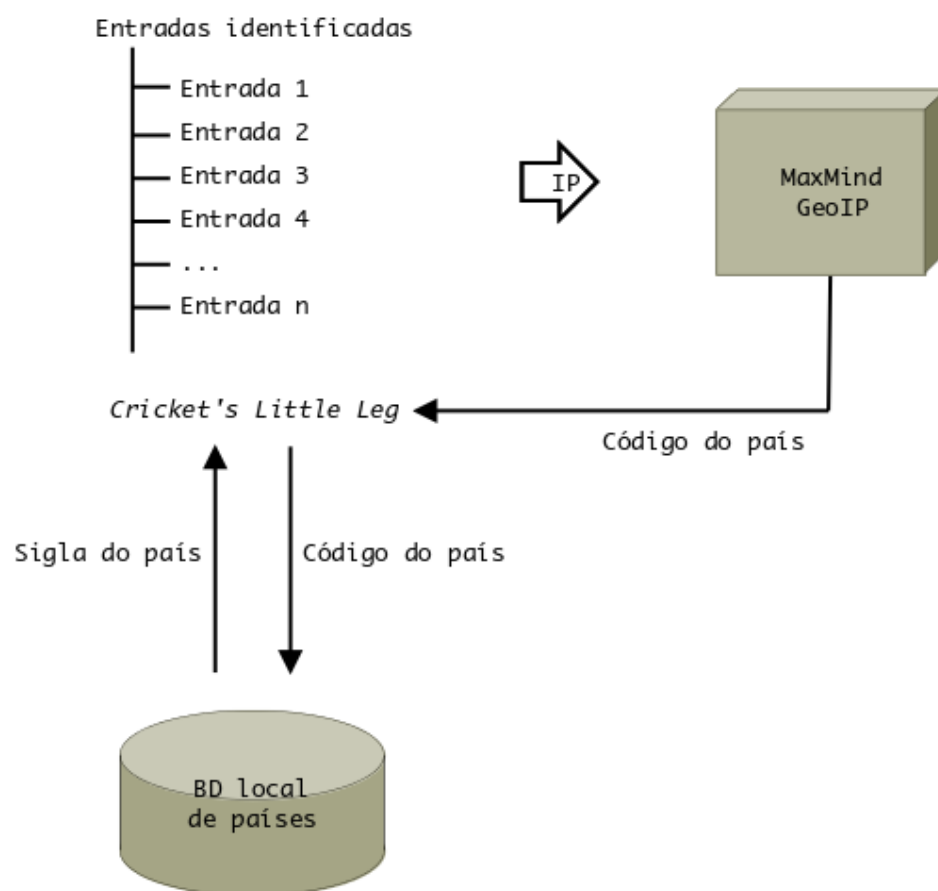 Entradas identificadas
Entrada 1
Entrada 2
Entrada 3
Entrada 4
...
Entrada n
IP
MaxMind
GeoIP
Cricket's Little Leg
Código do país
Sigla do país
Código do país
BD local
de países